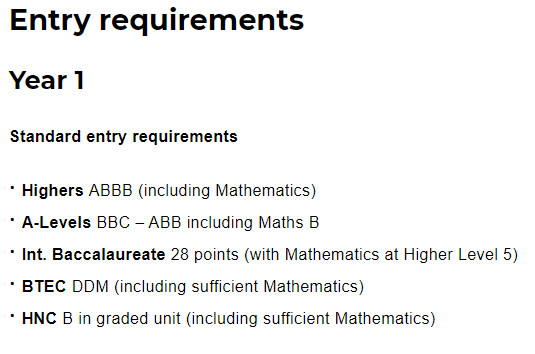 Entry requirements
Year 1
Standard entry requirements
· Highers ABBB (including Mathematics)
· A-Levels BBC – ABB including Maths B
· Int. Baccalaureate 28 points (with Mathematics at Higher Level 5)
· BTEC DDM (including sufficient Mathematics)
· HNC B in graded unit (including sufficient Mathematics)